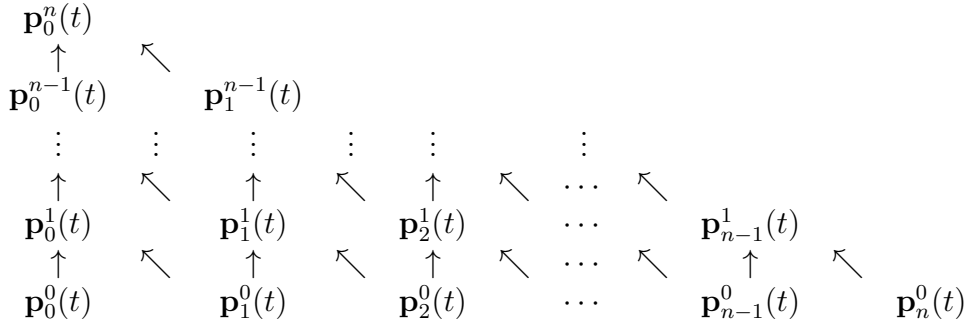 𝐩₀ⁿ(t)
↑ ↖
𝐩₀ⁿ⁻¹(t) 𝐩₁ⁿ⁻¹(t)
⋮ ⋮ ⋮ ⋮ ⋮ ⋮
↑ ↖ ↑ ↖ ↑ ↖ ⋯ ↖
𝐩₀¹(t) 𝐩₁¹(t) 𝐩₂¹(t) ⋯ 𝐩ₙ₋₁¹(t)
↑ ↖ ↑ ↖ ↑ ↖ ⋯ ↖ ↑ ↖
𝐩₀⁰(t) 𝐩₁⁰(t) 𝐩₂⁰(t) ⋯ 𝐩ₙ₋₁⁰(t) 𝐩ₙ⁰(t)